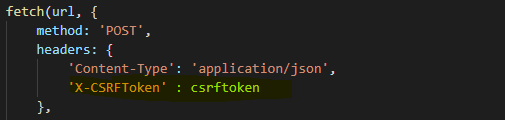 fetch(url, {
method: 'POST',
headers: {
'Content-Type': 'application/json',
'X-CSRFToken' : csrftoken
},